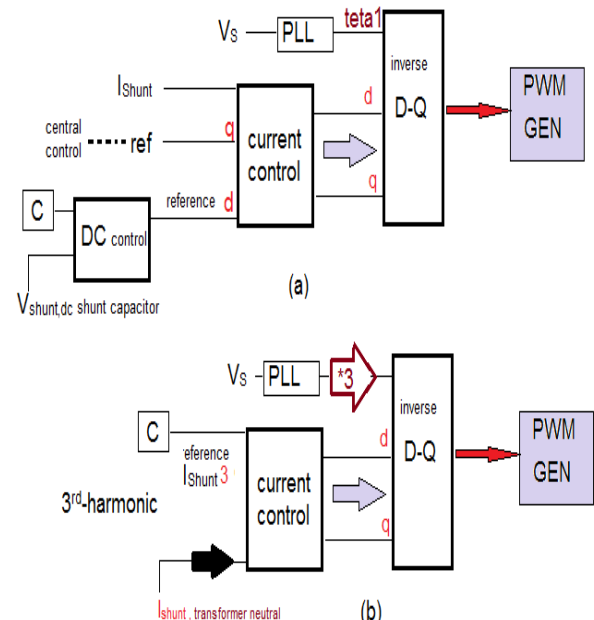 teta1
Vs PLL
inverse
D-Q
PWM
GEN
IShunt
d
central
control
ref
q
current
control
q
C
reference d
DC control
Vshunt,dc shunt capacitor
(a)
Vs PLL *3
inverse
D-Q
PWM
GEN
C
d
reference
IShunt 3
current
control
3rd-harmonic
q
Ishunt , transformer neutral
(b)